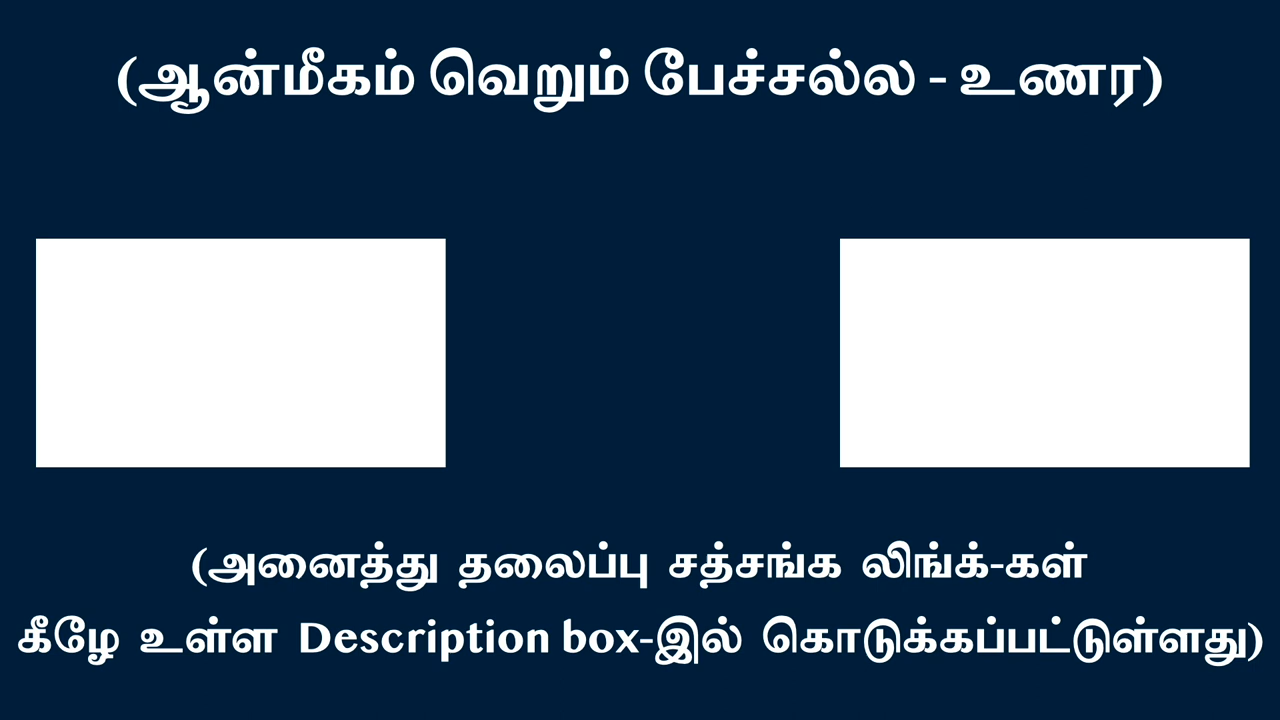 (ஆன்மீகம் வெறும் பேச்சல்ல - உணர)
(அனைத்து தலைப்பு சத்சங்க லிங்க்-கள்
கீழே உள்ள Description box-இல் கொடுக்கப்பட்டுள்ளது)